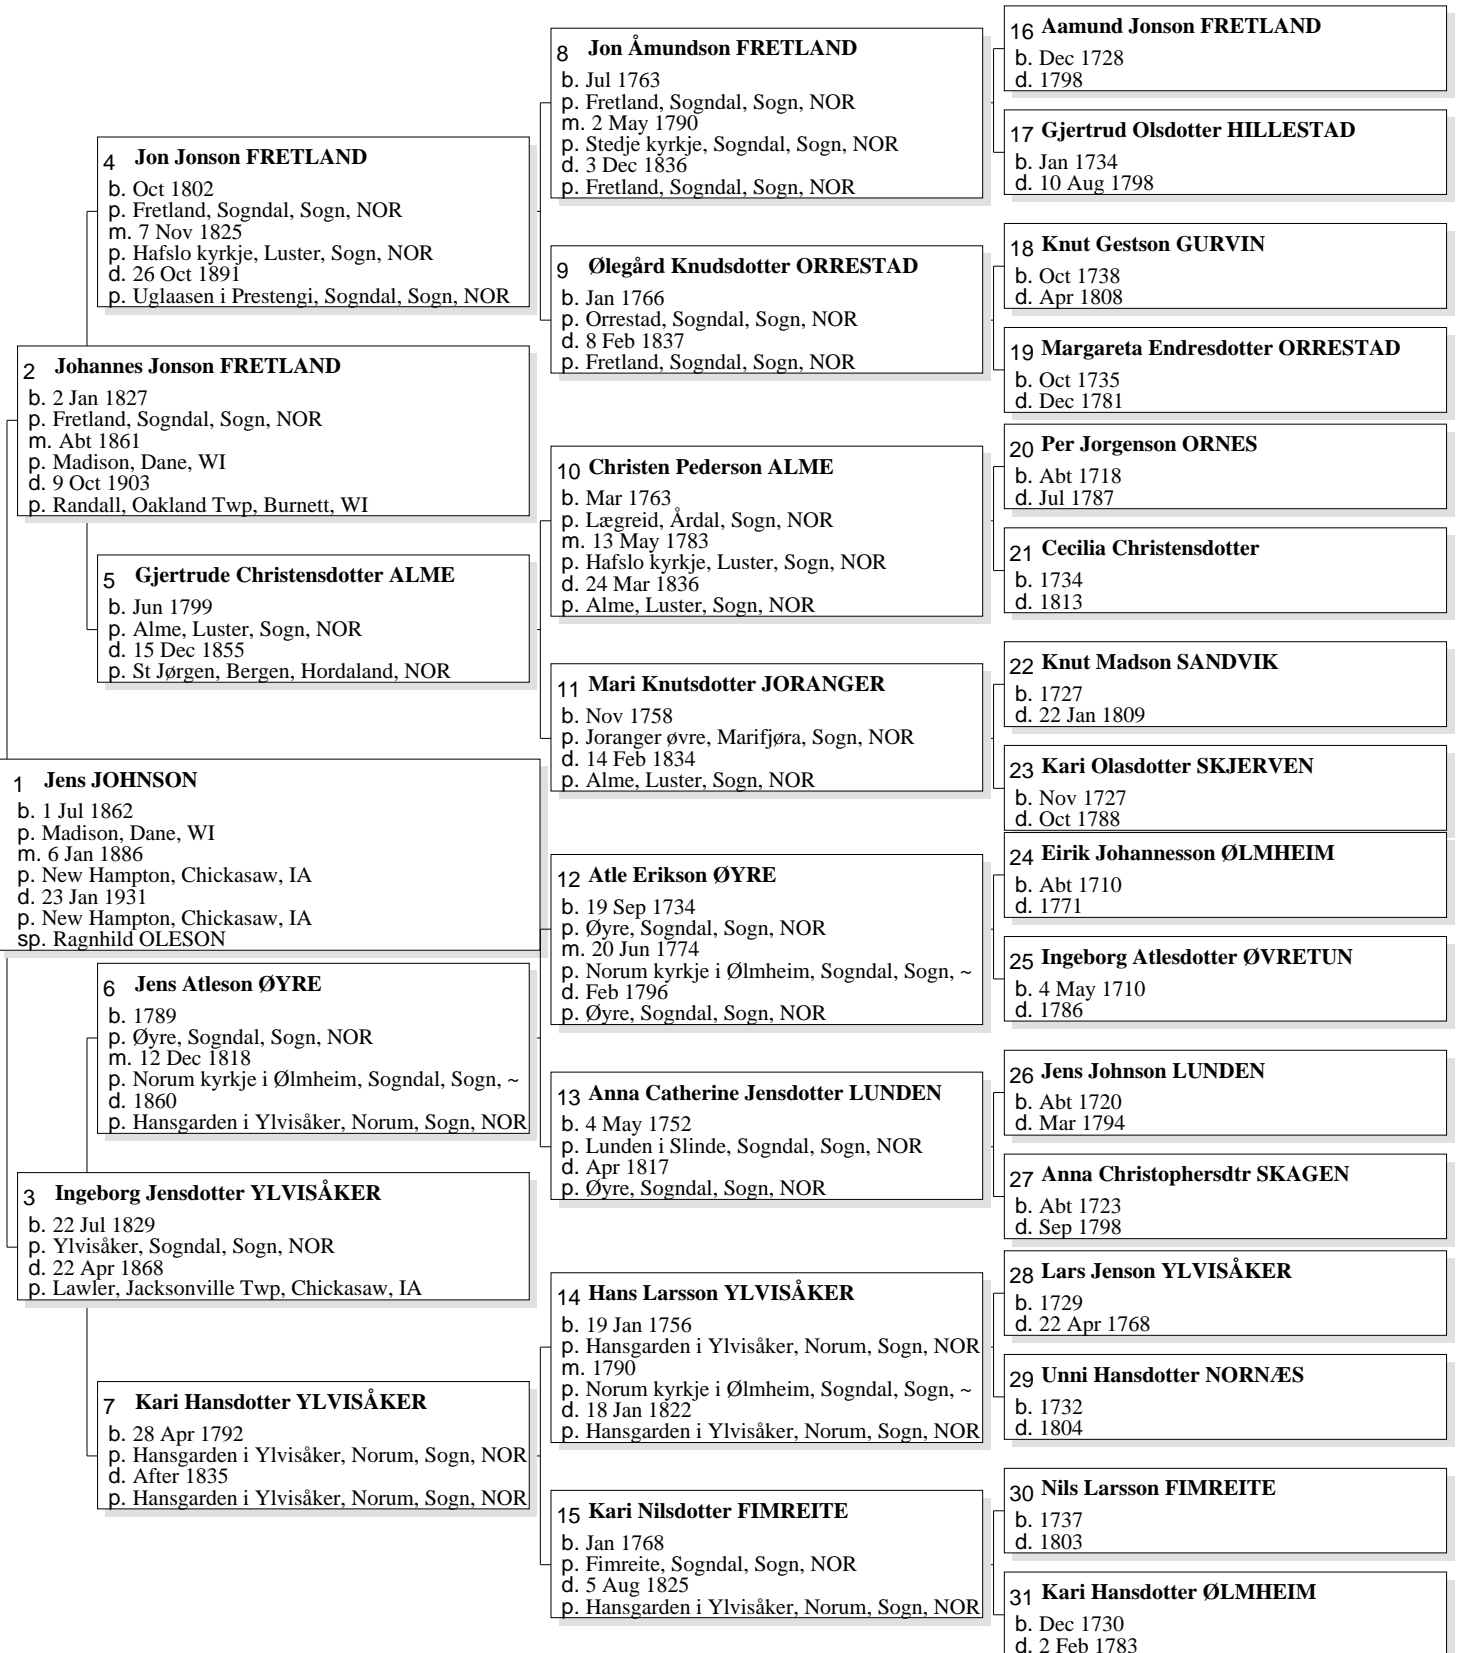 1 Jens JOHNSON
b. 1 Jul 1862
p. Madison, Dane, WI
m. 6 Jan 1886
p. New Hampton, Chickasaw, IA
d. 23 Jan 1931
p. New Hampton, Chickasaw, IA
sp. Ragnhild OLESON
2 Johannes Jonson FRETLAND
b. 2 Jan 1827
p. Fretland, Sogndal, Sogn, NOR
m. Abt 1861
p. Madison, Dane, WI
d. 9 Oct 1903
p. Randall, Oakland Twp, Burnett, WI
3 Ingeborg Jensdotter YLVISÅKER
b. 22 Jul 1829
p. Ylvisåker, Sogndal, Sogn, NOR
d. 22 Apr 1868
p. Lawler, Jacksonville Twp, Chickasaw, IA
4 Jon Jonson FRETLAND
b. Oct 1802
p. Fretland, Sogndal, Sogn, NOR
m. 7 Nov 1825
p. Hafslo kyrkje, Luster, Sogn, NOR
d. 26 Oct 1891
p. Uglaasen i Prestengi, Sogndal, Sogn, NOR
5 Gjertrude Christensdotter ALME
b. Jun 1799
p. Alme, Luster, Sogn, NOR
d. 15 Dec 1855
p. St Jørgen, Bergen, Hordaland, NOR
6 Jens Atleson ØYRE
b. 1789
p. Øyre, Sogndal, Sogn, NOR
m. 12 Dec 1818
p. Norum kyrkje i Ølmheim, Sogndal, Sogn, ~
d. 1860
p. Hansgarden i Ylvisåker, Norum, Sogn, NOR
7 Kari Hansdotter YLVISÅKER
b. 28 Apr 1792
p. Hansgarden i Ylvisåker, Norum, Sogn, NOR
d. After 1835
p. Hansgarden i Ylvisåker, Norum, Sogn, NOR
8 Jon Åmundson FRETLAND
b. Jul 1763
p. Fretland, Sogndal, Sogn, NOR
m. 2 May 1790
p. Stedje kyrkje, Sogndal, Sogn, NOR
d. 3 Dec 1836
p. Fretland, Sogndal, Sogn, NOR
9 Ølegård Knudsdotter ORRESTAD
b. Jan 1766
p. Orrestad, Sogndal, Sogn, NOR
d. 8 Feb 1837
p. Fretland, Sogndal, Sogn, NOR
10 Christen Pederson ALME
b. Mar 1763
p. Lægreid, Årdal, Sogn, NOR
m. 13 May 1783
p. Hafslo kyrkje, Luster, Sogn, NOR
d. 24 Mar 1836
p. Alme, Luster, Sogn, NOR
11 Mari Knutsdotter JORANGER
b. Nov 1758
p. Joranger øvre, Marifjøra, Sogn, NOR
d. 14 Feb 1834
p. Alme, Luster, Sogn, NOR
12 Atle Erikson ØYRE
b. 19 Sep 1734
p. Øyre, Sogndal, Sogn, NOR
m. 20 Jun 1774
p. Norum kyrkje i Ølmheim, Sogndal, Sogn, ~
d. Feb 1796
p. Øyre, Sogndal, Sogn, NOR
13 Anna Catherine Jensdotter LUNDEN
b. 4 May 1752
p. Lunden i Slinde, Sogndal, Sogn, NOR
d. Apr 1817
p. Øyre, Sogndal, Sogn, NOR
14 Hans Larsson YLVISÅKER
b. 19 Jan 1756
p. Hansgarden i Ylvisåker, Norum, Sogn, NOR
m. 1790
p. Norum kyrkje i Ølmheim, Sogndal, Sogn, ~
d. 18 Jan 1822
p. Hansgarden i Ylvisåker, Norum, Sogn, NOR
15 Kari Nilsdotter FIMREITE
b. Jan 1768
p. Fimreite, Sogndal, Sogn, NOR
d. 5 Aug 1825
p. Hansgarden i Ylvisåker, Norum, Sogn, NOR
16 Aamund Jonson FRETLAND
b. Dec 1728
d. 1798
17 Gjertrud Olsdotter HILLESTAD
b. Jan 1734
d. 10 Aug 1798
18 Knut Gestson GURVIN
b. Oct 1738
d. Apr 1808
19 Margareta Endresdotter ORRESTAD
b. Oct 1735
d. Dec 1781
20 Per Jorgenson ORNES
b. Abt 1718
d. Jul 1787
21 Cecilia Christensdotter
b. 1734
d. 1813
22 Knut Madson SANDVIK
b. 1727
d. 22 Jan 1809
23 Kari Olasdotter SKJERVEN
b. Nov 1727
d. Oct 1788
24 Eirik Johannesson ØLMHEIM
b. Abt 1710
d. 1771
25 Ingeborg Atlesdotter ØVRETUN
b. 4 May 1710
d. 1786
26 Jens Johnson LUNDEN
b. Abt 1720
d. Mar 1794
27 Anna Christophersdtr SKAGEN
b. Abt 1723
d. Sep 1798
28 Lars Jenson YLVISÅKER
b. 1729
d. 22 Apr 1768
29 Unni Hansdotter NORNÆS
b. 1732
d. 1804
30 Nils Larsson FIMREITE
b. 1737
d. 1803
31 Kari Hansdotter ØLMHEIM
b. Dec 1730
d. 2 Feb 1783